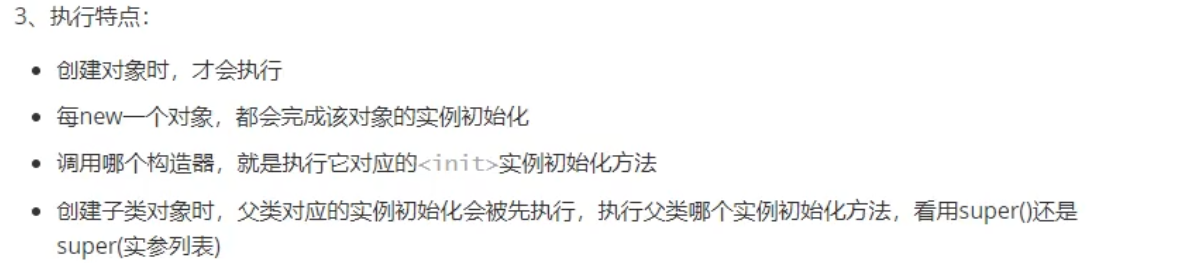 3、执行特点：
• 创建对象时，才会执行
• 每new一个对象，都会完成该对象的实例初始化
• 调用哪个构造器，就是执行它对应的<init>实例初始化方法
• 创建子类对象时，父类对应的实例初始化会被先执行，执行父类哪个实例初始化方法，看用super()还是
super(实参列表)